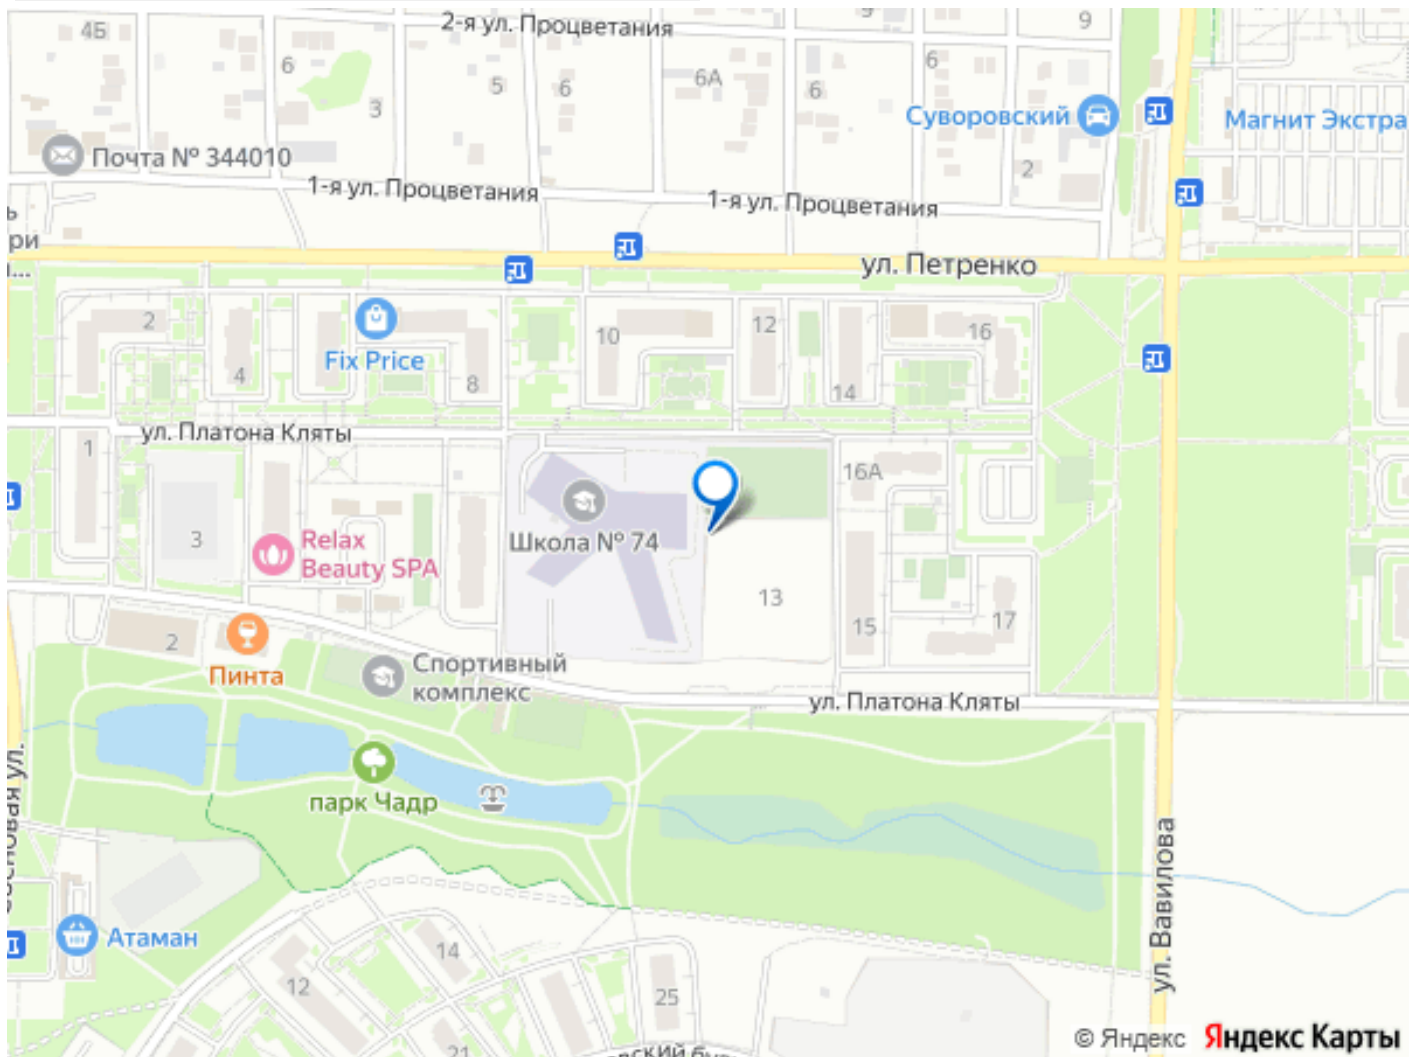 2-я ул. Процветания
4Б
9
9
6
3
5
6
6А
6
6
2
Суворовский
Магнит Экстра
Почта № 344010
1-я ул. Процветания
1-я ул. Процветания
ул. Петренко
2
4
Fix Price
8
10
12
14
16
ул. Платона Кляты
1
3
Relax
Beauty SPA
Школа № 74
16А
13
15
17
2
Пинта
Спортивный
комплекс
ул. Платона Кляты
парк Чадр
ул. Вавилова
Атаман
14
12
25
21
© Яндекс Яндекс Карты